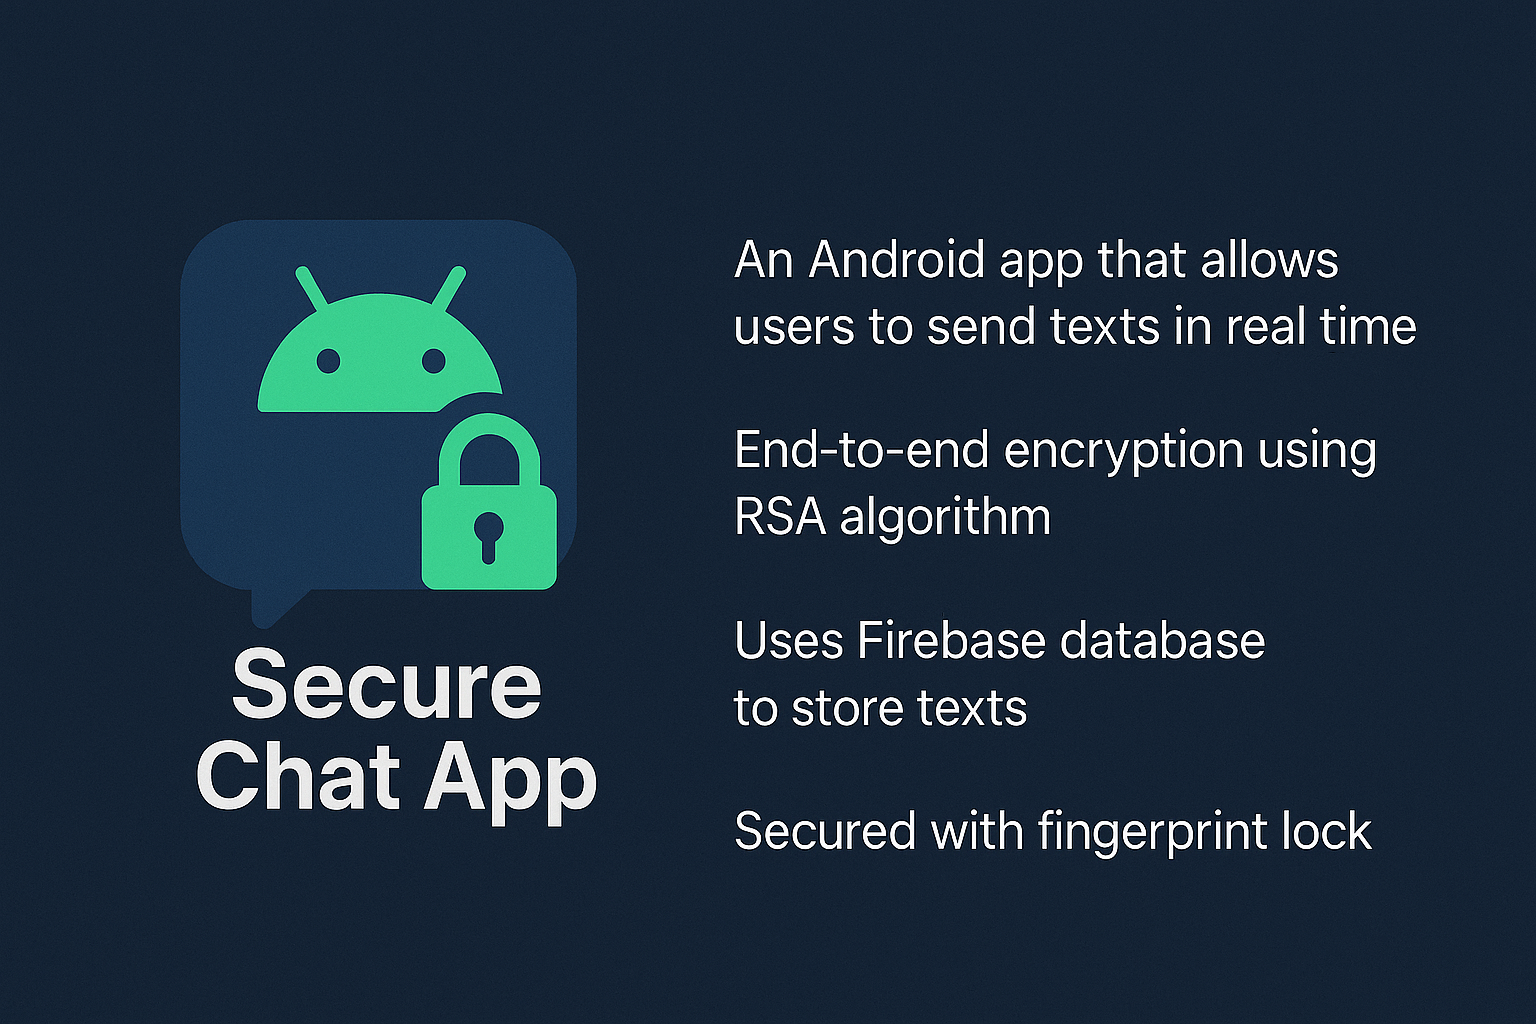 Secure
Chat App
An Android app that allows
users to send texts in real time
End-to-end encryption using
RSA algorithm
Uses Firebase database
to store texts
Secured with fingerprint lock